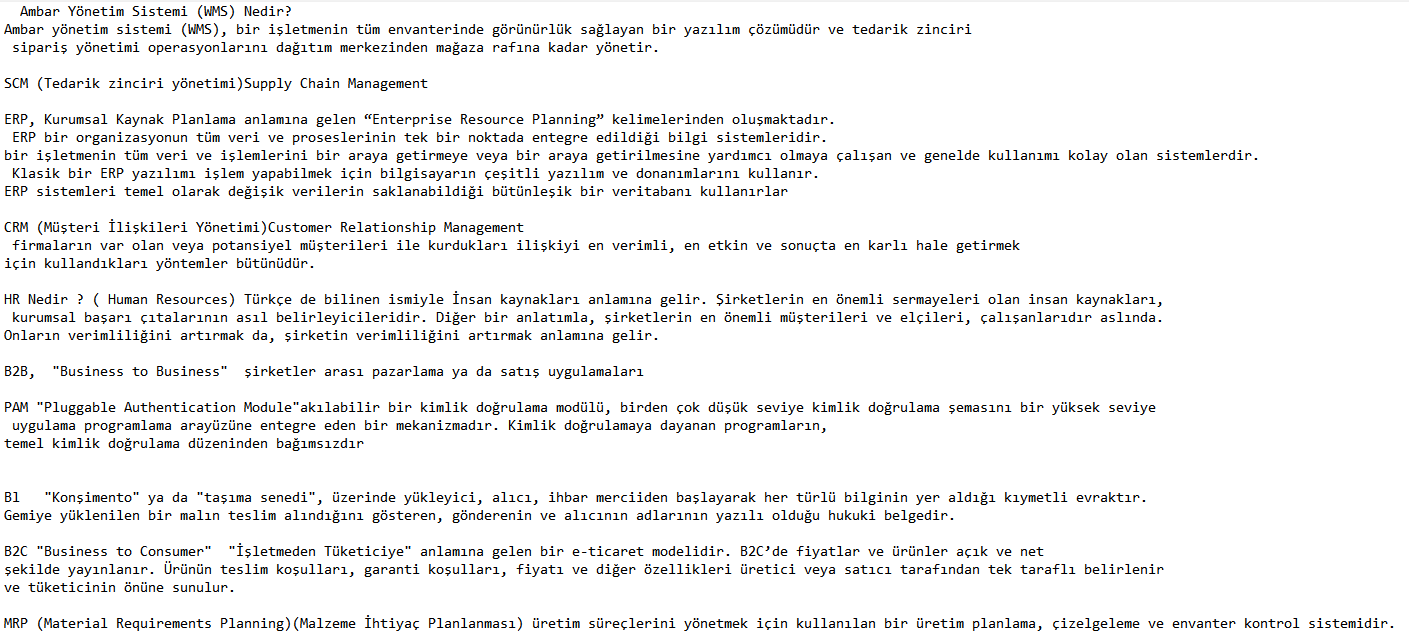 Ambar Yönetim Sistemi (WMS) Nedir?
Ambar yönetim sistemi (WMS), bir işletmenin tüm envanterinde görünürlük sağlayan bir yazılım çözümüdür ve tedarik zinciri
sipariş yönetimi operasyonlarını dağıtım merkezinden mağaza rafına kadar yönetir.
SCM (Tedarik zinciri yönetimi)Supply Chain Management
ERP, Kurumsal Kaynak Planlama anlamına gelen “Enterprise Resource Planning” kelimelerinden oluşmaktadır.
ERP bir organizasyonun tüm veri ve proseslerinin tek bir noktada entegre edildiği bilgi sistemleridir.
bir işletmenin tüm veri ve işlemlerini bir araya getirmeye veya bir araya getirilmesine yardımcı olmaya çalışan ve genelde kullanımı kolay olan sistemlerdir.
Klasik bir ERP yazılımı işlem yapabilmek için bilgisayarın çeşitli yazılım ve donanımlarını kullanır.
ERP sistemleri temel olarak değişik verilerin saklanabildiği bütünleşik bir veritabanı kullanırlar
CRM (Müşteri İlişkileri Yönetimi)Customer Relationship Management
firmaların var olan veya potansiyel müşterileri ile kurdukları ilişkiyi en verimli, en etkin ve sonuçta en karlı hale getirmek
için kullandıkları yöntemler bütünüdür.
HR Nedir ? ( Human Resources) Türkçe de bilinen ismiyle İnsan kaynakları anlamına gelir. Şirketlerin en önemli sermayeleri olan insan kaynakları,
kurumsal başarı çıtalarının asıl belirleyicileridir. Diğer bir anlatımla, şirketlerin en önemli müşterileri ve elçileri, çalışanlarıdır aslında.
Onların verimliliğini artırmak da, şirketin verimliliğini artırmak anlamına gelir.
B2B,  "Business to Business"  şirketler arası pazarlama ya da satış uygulamaları
PAM "Pluggable Authentication Module"akılabilir bir kimlik doğrulama modülü, birden çok düşük seviye kimlik doğrulama şemasını bir yüksek seviye
uygulama programlama arayüzüne entegre eden bir mekanizmadır. Kimlik doğrulamaya dayanan programların,
temel kimlik doğrulama düzeninden bağımsızdır
Bl   "Konşimento" ya da "taşıma senedi", üzerinde yükleyici, alıcı, ihbar merciiden başlayarak her türlü bilginin yer aldığı kıymetli evraktır.
Gemiye yüklenilen bir malın teslim alındığını gösteren, gönderenin ve alıcının adlarının yazılı olduğu hukuki belgedir.
B2C "Business to Consumer"  "İşletmeden Tüketiciye" anlamına gelen bir e-ticaret modelidir. B2C’de fiyatlar ve ürünler açık ve net
şekilde yayınlanır. Ürünün teslim koşulları, garanti koşulları, fiyatı ve diğer özellikleri üretici veya satıcı tarafından tek taraflı belirlenir
ve tüketicinin önüne sunulur.
MRP (Material Requirements Planning)(Malzeme İhtiyaç Planlanması) üretim süreçlerini yönetmek için kullanılan bir üretim planlama, çizelgeleme ve envanter kontrol sistemidir.